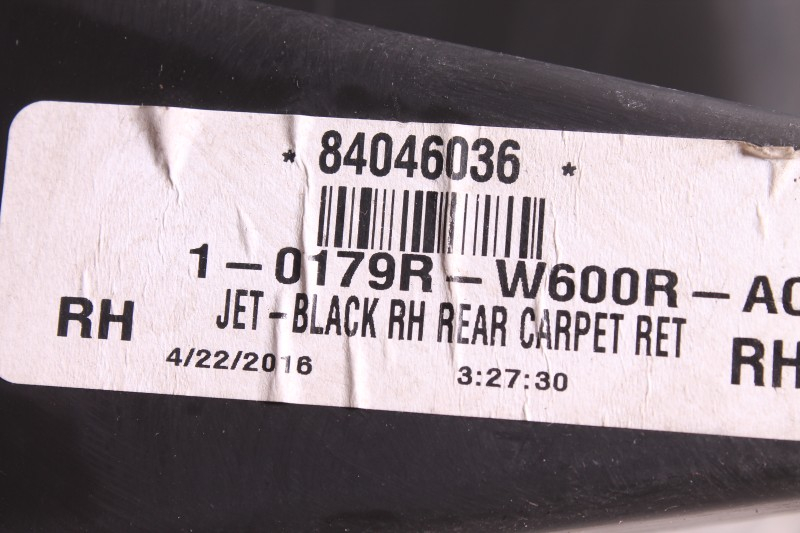 * 84046036 *
1-0179R-W600R-AC
RH JET-BLACK RH REAR CARPET RET RH
4/22/2016 3:27:30